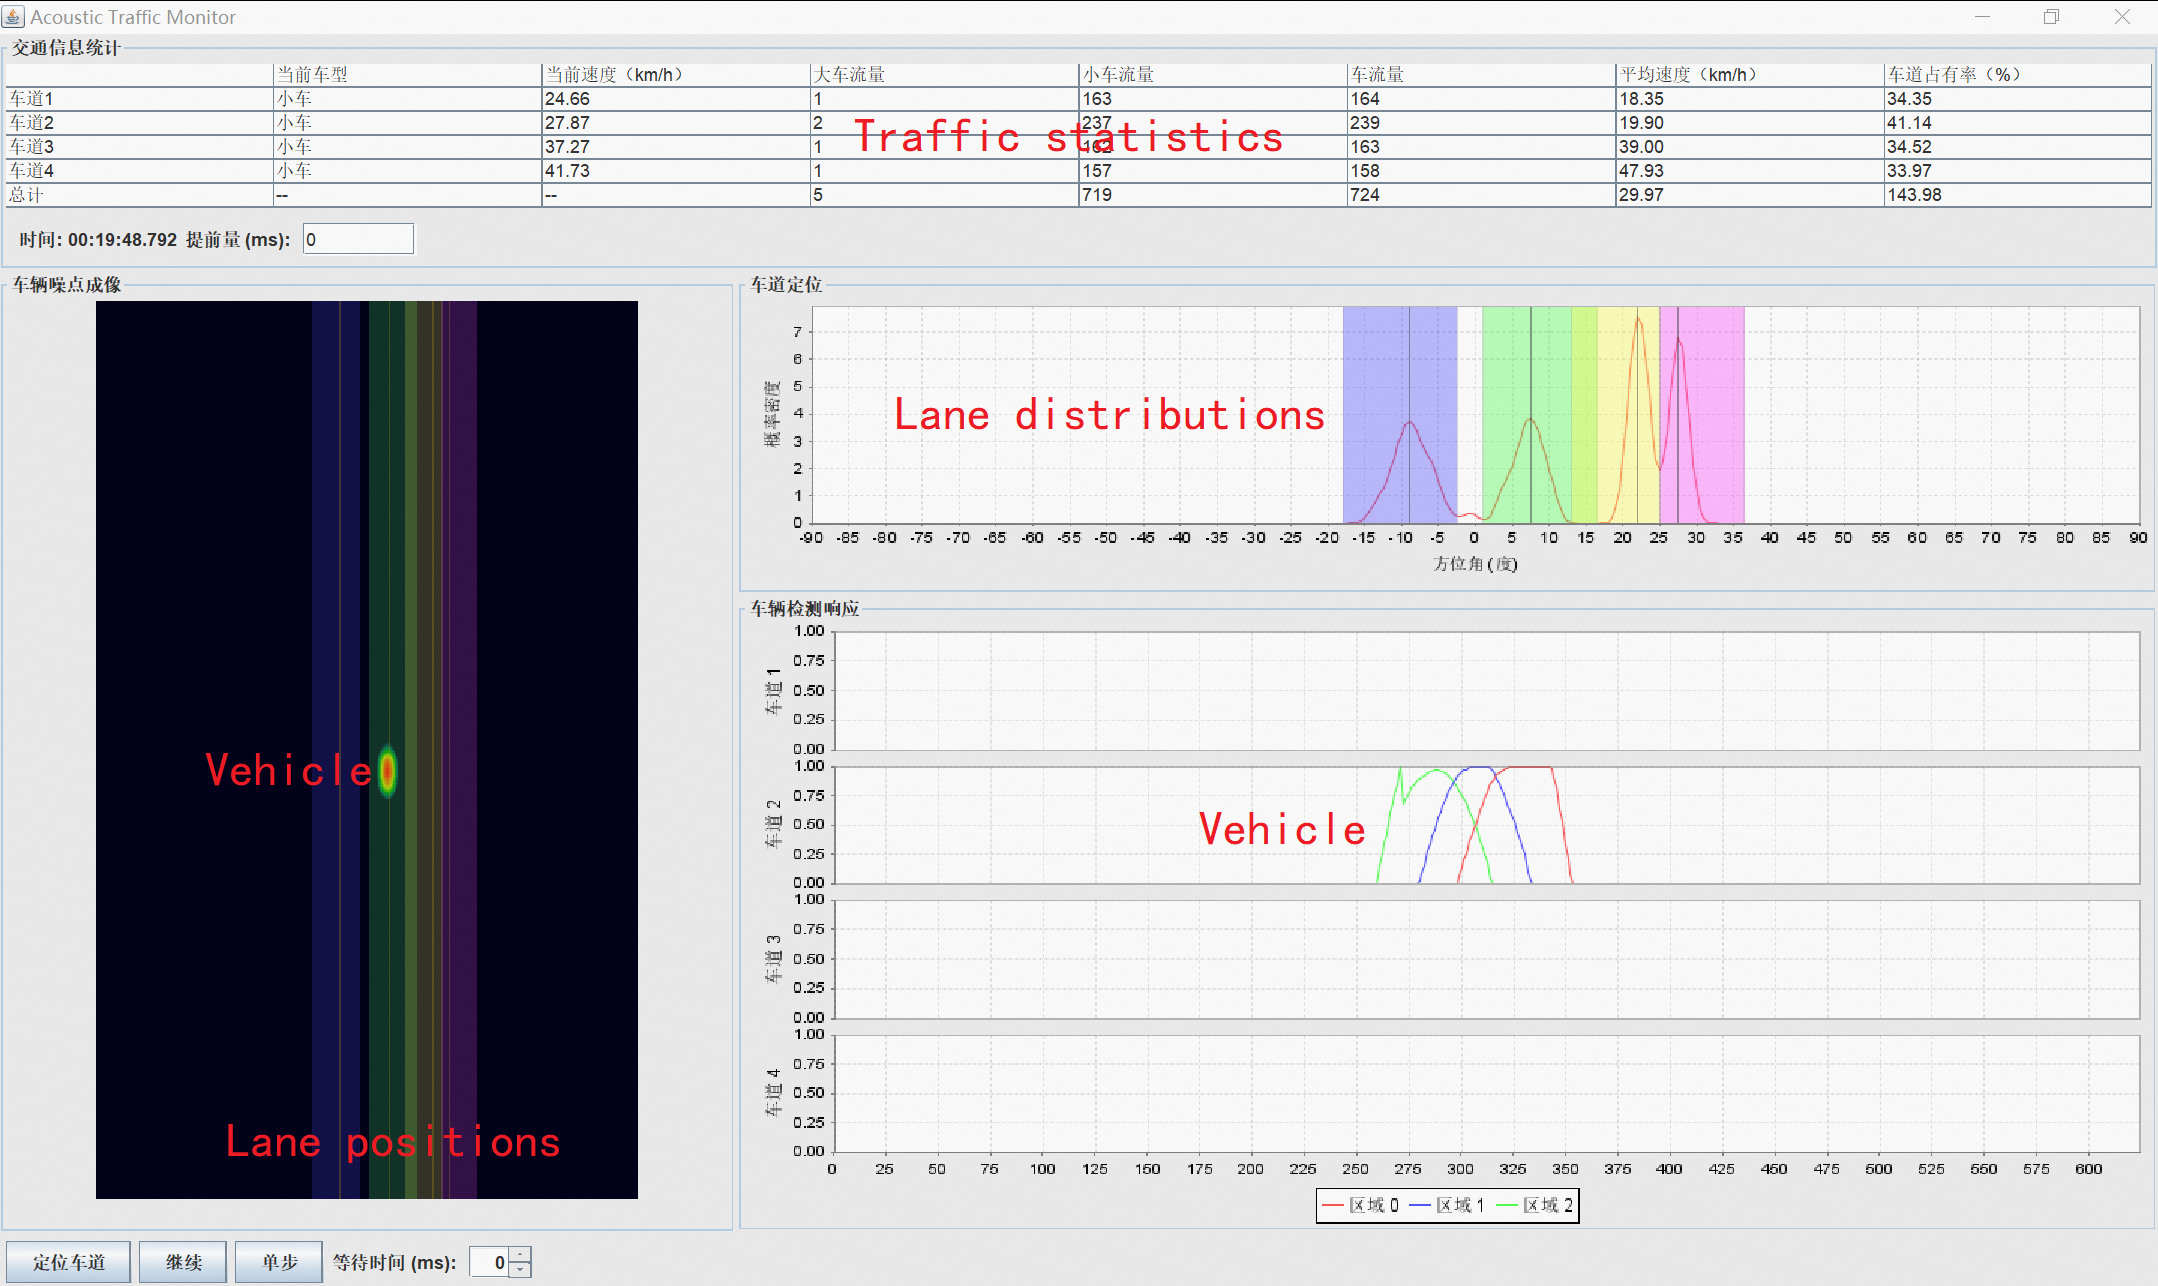 Acoustic Traffic Monitor
交通信息统计
当前车型 当前速度（km/h） 大车流量 小车流量 车流量 平均速度（km/h） 车道占有率（%）
车道1 小车 24.66 1 163 164 18.35 34.35
车道2 小车 27.87 2 237 239 19.90 41.14
Traffic statistics
车道3 小车 37.27 1 162 163 39.00 34.52
车道4 小车 41.73 1 157 158 47.93 33.97
总计 -- -- 5 719 724 29.97 143.98
时间: 00:19:48.792 提前量 (ms): 0
车辆噪点成像
Vehicle
Lane positions
车道定位
概率密度
7
6
5
4
3
2
1
0
Lane distributions
-90 -85 -80 -75 -70 -65 -60 -55 -50 -45 -40 -35 -30 -25 -20 -15 -10 -5 0 5 10 15 20 25 30 35 40 45 50 55 60 65 70 75 80 85 90
方位角(度)
车辆检测响应
车道 1
1.00
0.75
0.50
0.25
0.00
车道 2
1.00
0.75
0.50
0.25
0.00
Vehicle
车道 3
1.00
0.75
0.50
0.25
0.00
车道 4
1.00
0.75
0.50
0.25
0.00
0 25 50 75 100 125 150 175 200 225 250 275 300 325 350 375 400 425 450 475 500 525 550 575 600
区域 0 区域 1 区域 2
定位车道 继续 单步 等待时间 (ms): 0